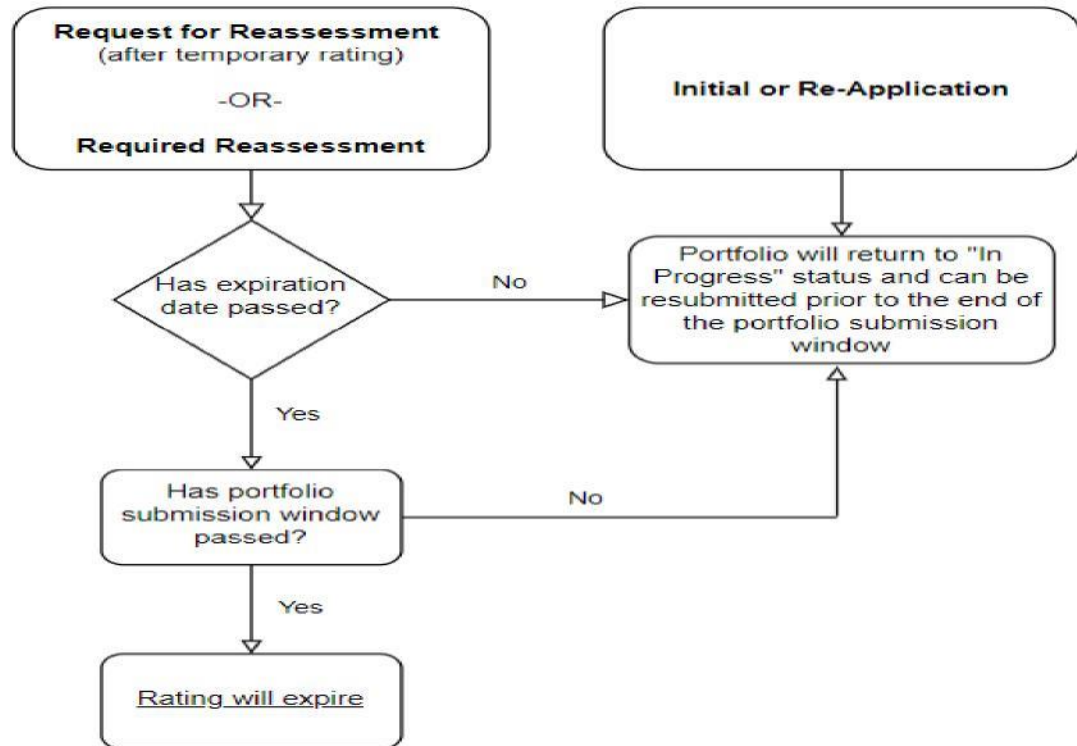 Request for Reassessment
(after temporary rating)
-OR-
Required Reassessment
Initial or Re-Application
Has expiration
date passed?
No
Portfolio will return to "In
Progress" status and can be
resubmitted prior to the end of
the portfolio submission
window
Yes
Has portfolio
submission window
passed?
No
Yes
Rating will expire